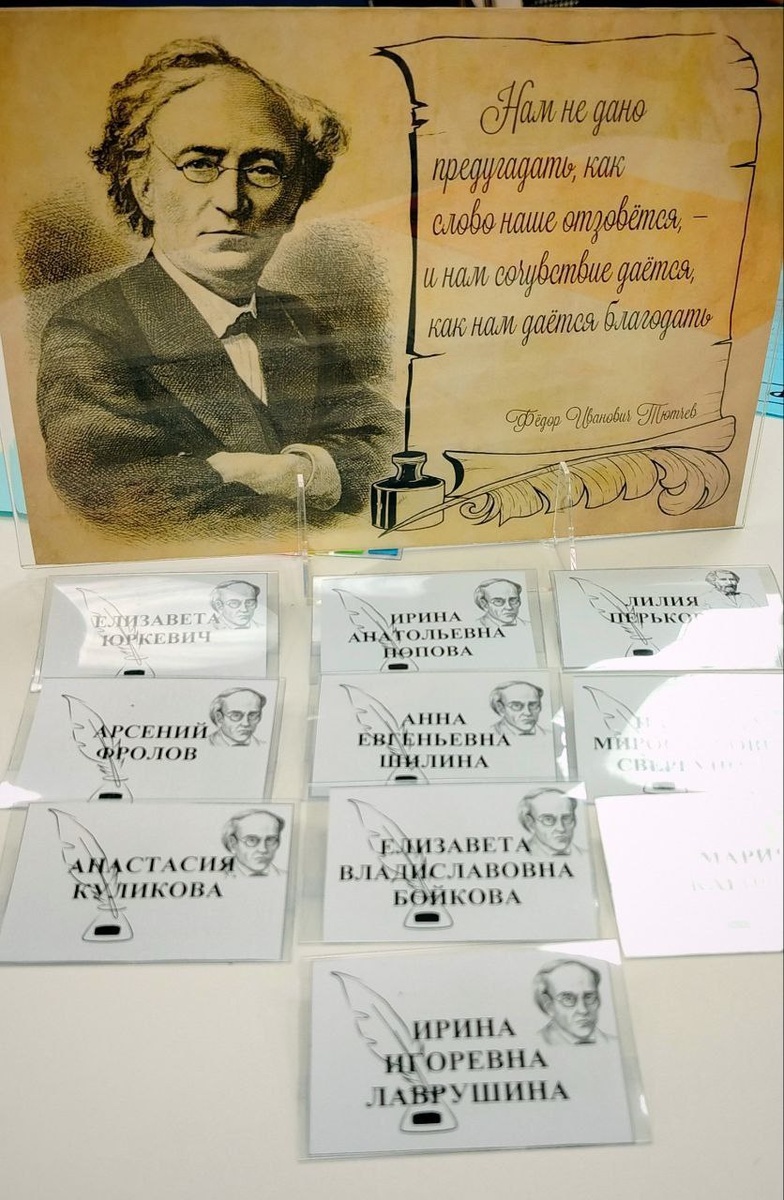 Нам не дано
предугадать, как
слово наше отзовётся, –
и нам сочувствие даётся,
как нам даётся благодать
Фёдор Иванович Тютчев
ЕЛИЗАВЕТА
ЮРКЕВИЧ
ИРИНА
АНАТОЛЬЕВНА
ПОПОВА
ЛИЛИЯ
АРСЕНИЙ
ФРОЛОВ
АННА
ЕВГЕНЬЕВНА
ШИЛИНА
АНАСТАСИЯ
КУЛИКОВА
ЕЛИЗАВЕТА
ВЛАДИСЛАВОВНА
БОЙКОВА
ИРИНА
ИГОРЕВНА
ЛАВРУШИНА